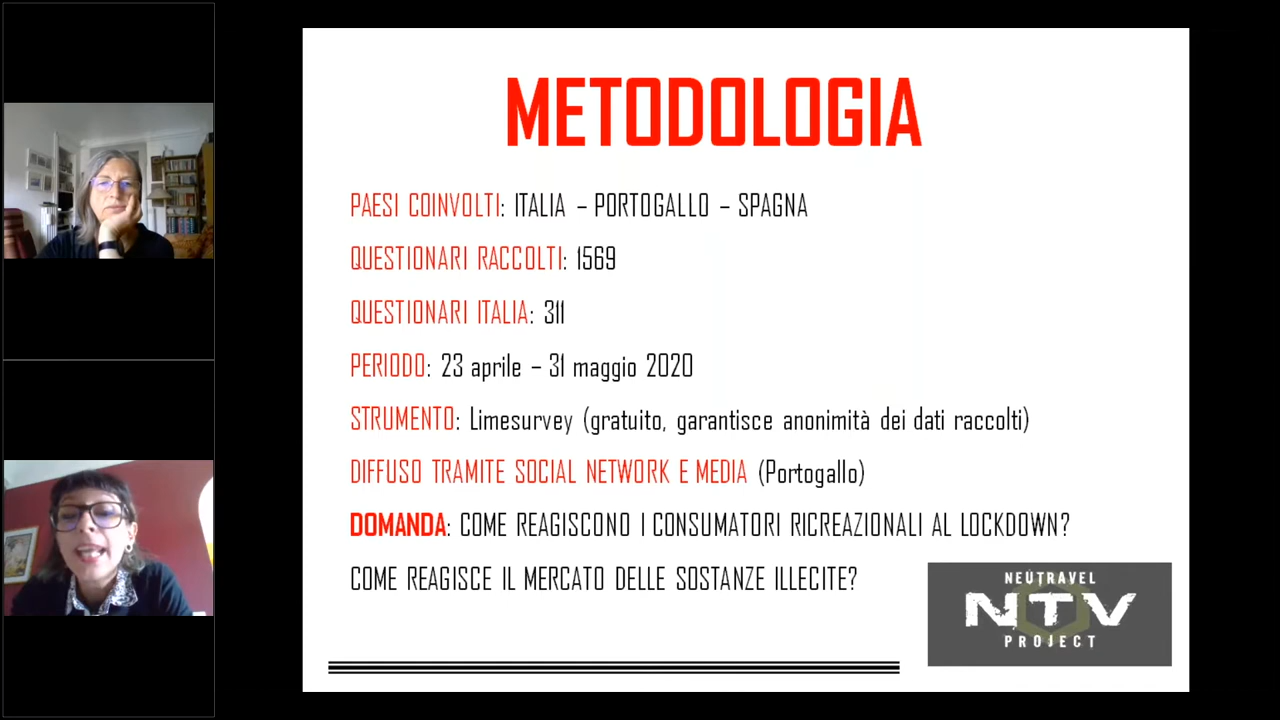 METODOLOGIA
PAESI COINVOLTI: ITALIA – PORTOGALLO – SPAGNA
QUESTIONARI RACCOLTI: 1569
QUESTIONARI ITALIA: 311
PERIODO: 23 aprile – 31 maggio 2020
STRUMENTO: Limesurvey (gratuito, garantisce anonimità dei dati raccolti)
DIFFUSO TRAMITE SOCIAL NETWORK E MEDIA (Portogallo)
DOMANDA: COME REAGISCONO I CONSUMATORI RICREAZIONALI AL LOCKDOWN?
COME REAGISCE IL MERCATO DELLE SOSTANZE ILLECITE?
NEUTRAVEL
NTV
PROJECT